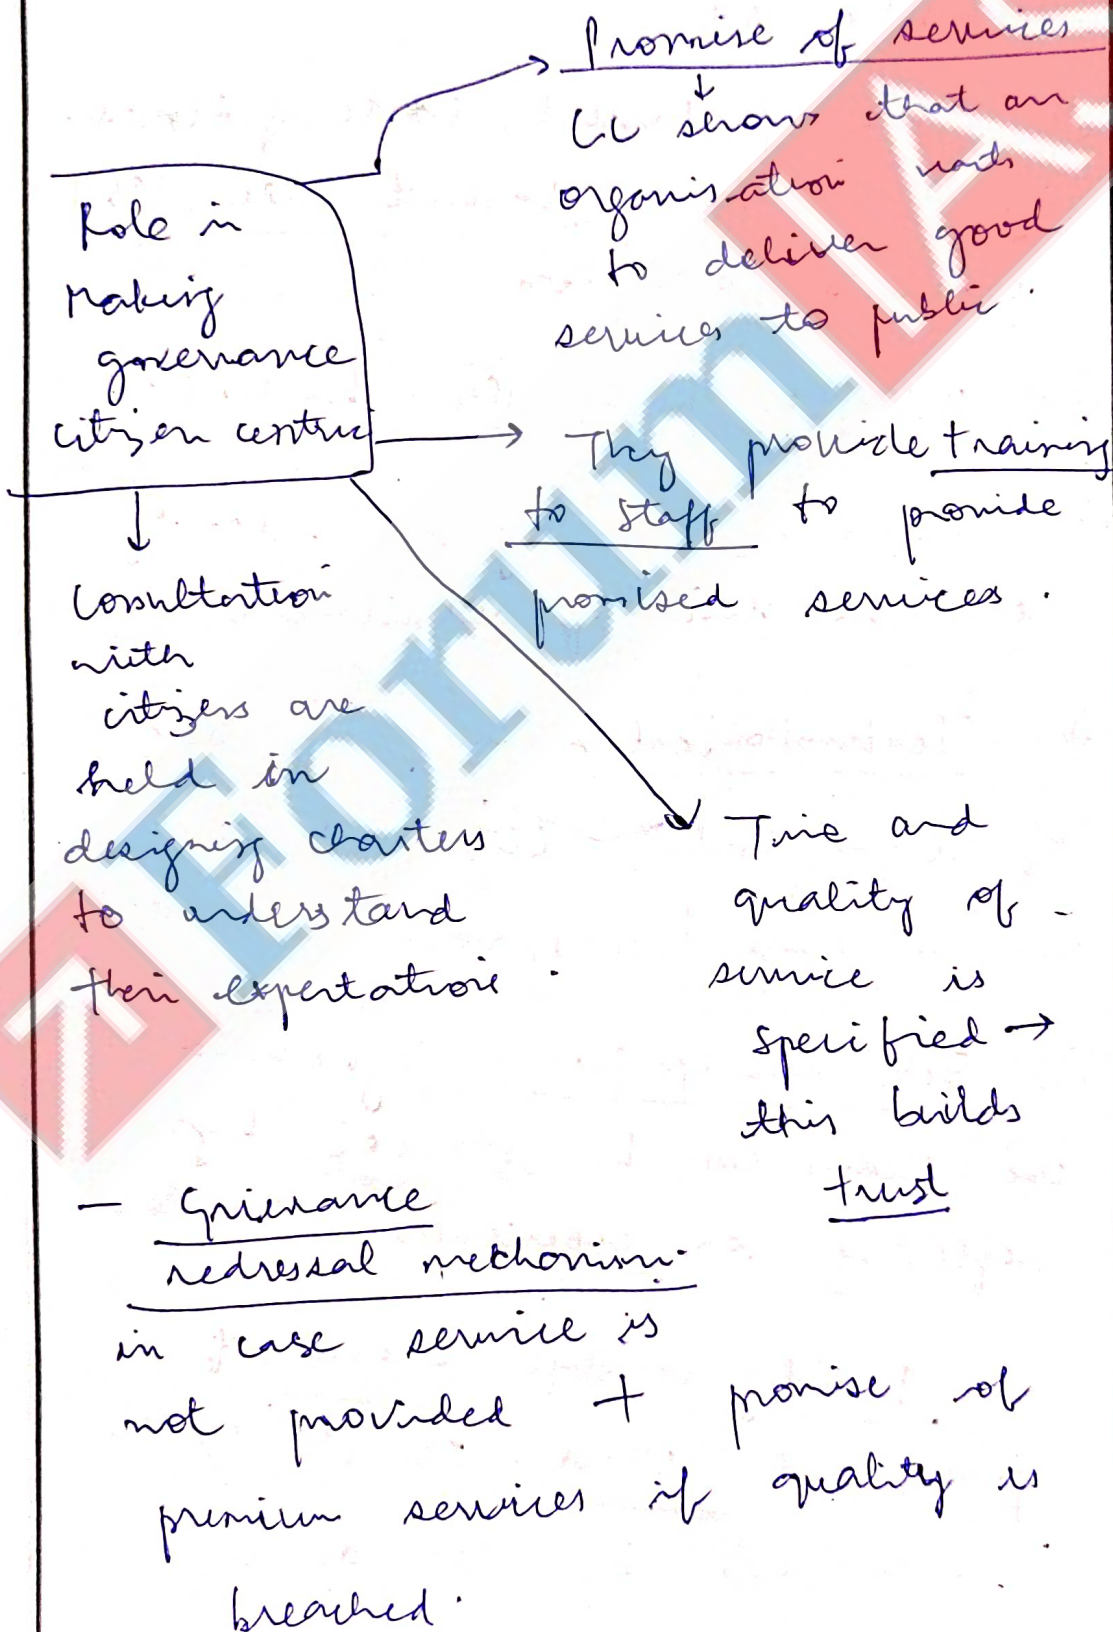 Promise of services
↓
CC shows that an
organisation wants
to deliver good
services to public.
Role in
Making
governance
citizen centric
→ They provide training
to staff to provide
promised services.
↓
Consultation
with
citizens are
held in
designing charters
to understand
their expectations.
Time and
quality of
service is
specified →
this builds
trust
- Grievance
redressal mechanism.
in case service is
not provided + promise of
premium services if quality is
breached.
7 Forum IAS